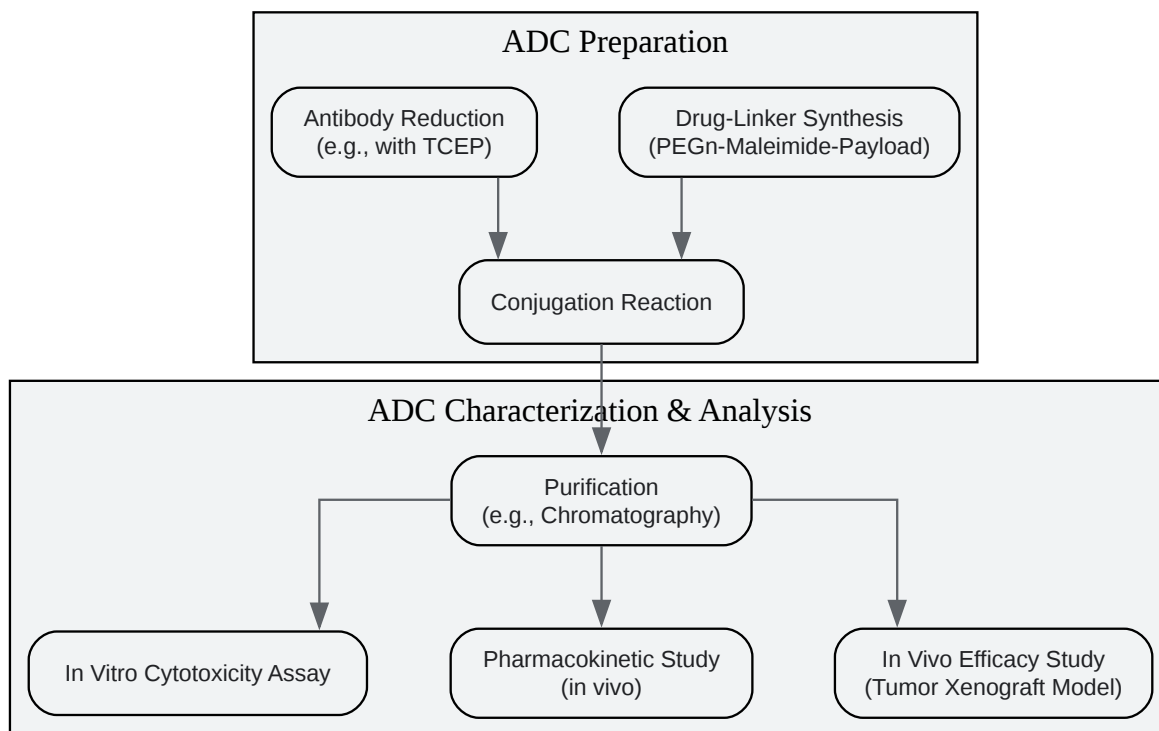 ADC Preparation
Antibody Reduction
(e.g., with TCEP)
Drug-Linker Synthesis
(PEGn-Maleimide-Payload)
Conjugation Reaction
ADC Characterization & Analysis
Purification
(e.g., Chromatography)
In Vitro Cytotoxicity Assay
Pharmacokinetic Study
(in vivo)
In Vivo Efficacy Study
(Tumor Xenograft Model)